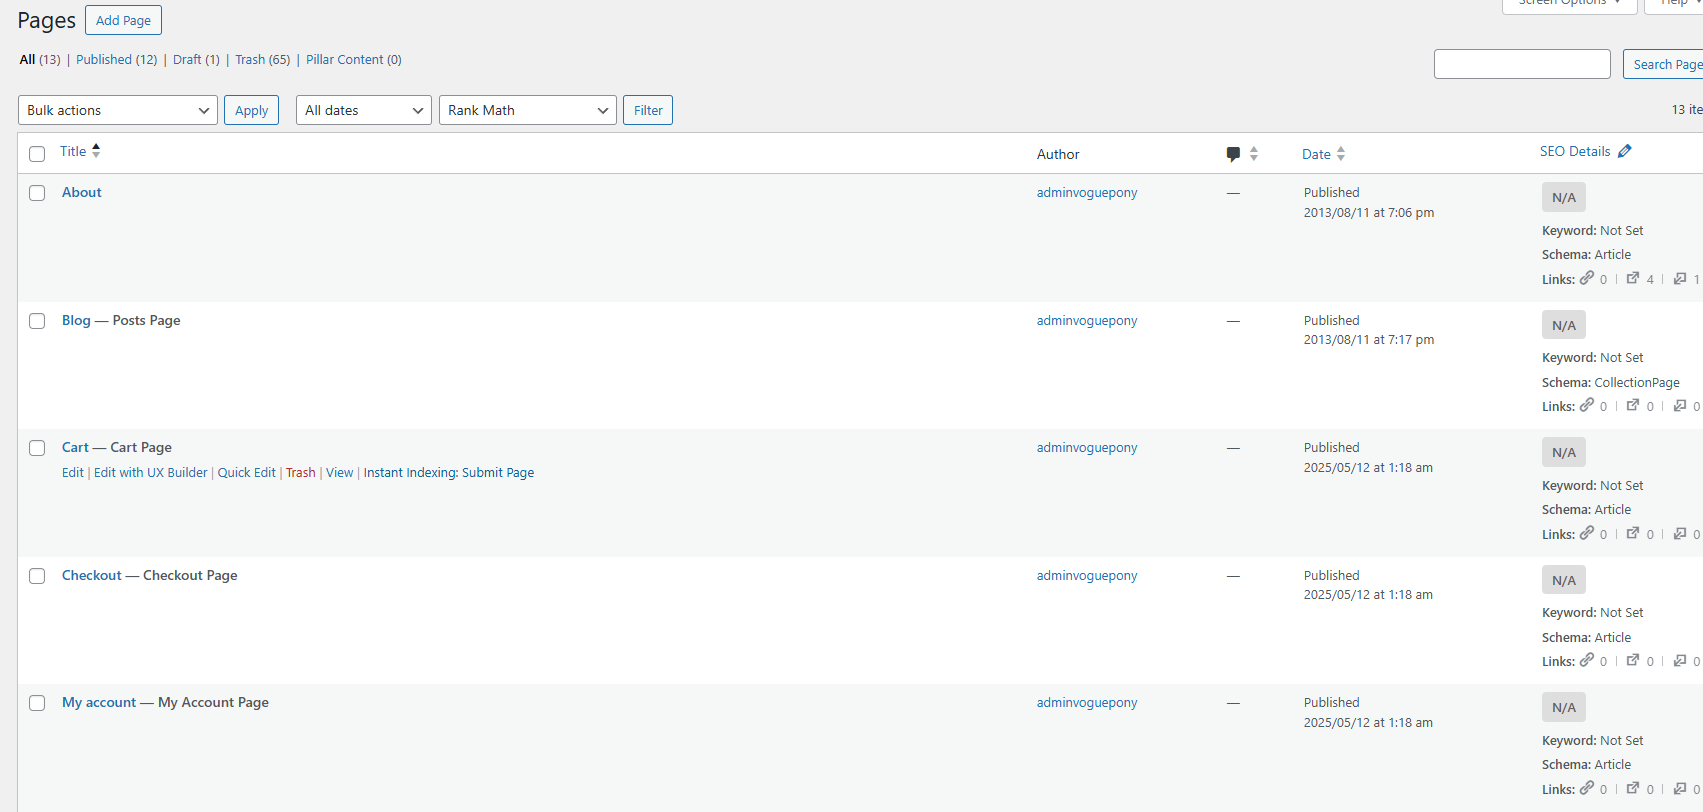 Screen Options
Help
Pages Add Page
All (13) | Published (12) | Draft (1) | Trash (65) | Pillar Content (0)
Search Page
Bulk actions Apply All dates Rank Math Filter 13 ite
Title Author Date SEO Details
About adminvoguepony — Published N/A
2013/08/11 at 7:06 pm
Keyword: Not Set
Schema: Article
Links: 0 | 4 | 1
Blog — Posts Page adminvoguepony — Published N/A
2013/08/11 at 7:17 pm
Keyword: Not Set
Schema: CollectionPage
Links: 0 | 0 | 0
Cart — Cart Page adminvoguepony — Published N/A
Edit | Edit with UX Builder | Quick Edit | Trash | View | Instant Indexing: Submit Page 2025/05/12 at 1:18 am
Keyword: Not Set
Schema: Article
Links: 0 | 0 | 0
Checkout — Checkout Page adminvoguepony — Published N/A
2025/05/12 at 1:18 am
Keyword: Not Set
Schema: Article
Links: 0 | 0 | 0
My account — My Account Page adminvoguepony — Published N/A
2025/05/12 at 1:18 am
Keyword: Not Set
Schema: Article
Links: 0 | 0 | 0